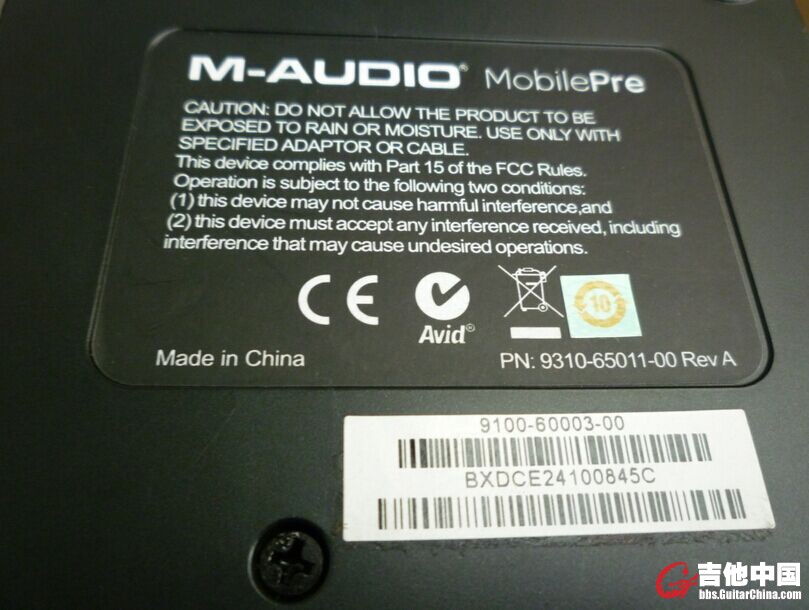 M-AUDIO® MobilePre
CAUTION: DO NOT ALLOW THE PRODUCT TO BE
EXPOSED TO RAIN OR MOISTURE. USE ONLY WITH
SPECIFIED ADAPTOR OR CABLE.
This device complies with Part 15 of the FCC Rules.
Operation is subject to the following two conditions:
(1) this device may not cause harmful interference,and
(2) this device must accept any interference received, including
interference that may cause undesired operations.
CE
10
Avid®
Made in China
PN: 9310-65011-00 Rev A
9100-60003-00
BXDCE24100845C
吉他中国
bbs.GuitarChina.com